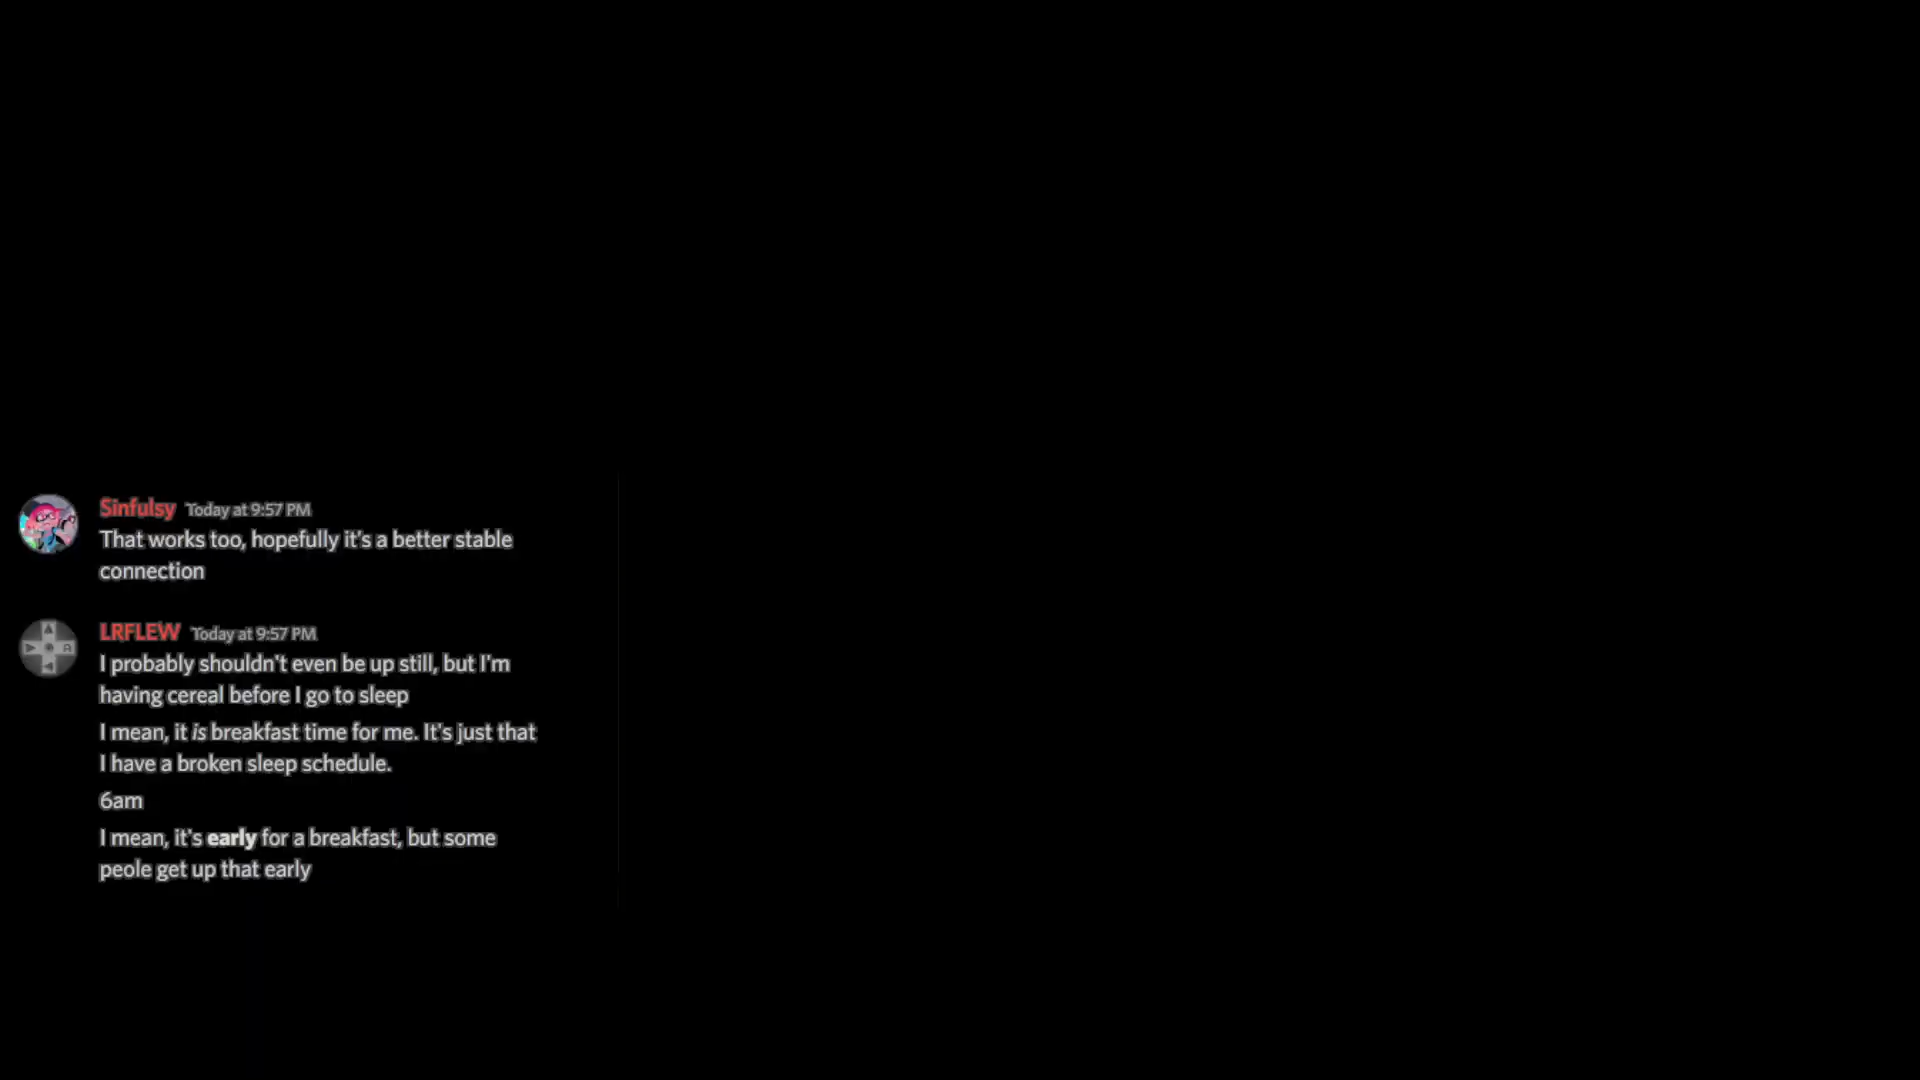 Sinfulsy Today at 9:57 PM
That works too, hopefully it's a better stable
connection
LRFLEW Today at 9:57 PM
I probably shouldn't even be up still, but I'm
having cereal before I go to sleep
I mean, it is breakfast time for me. It's just that
I have a broken sleep schedule.
6am
I mean, it's early for a breakfast, but some
peole get up that early